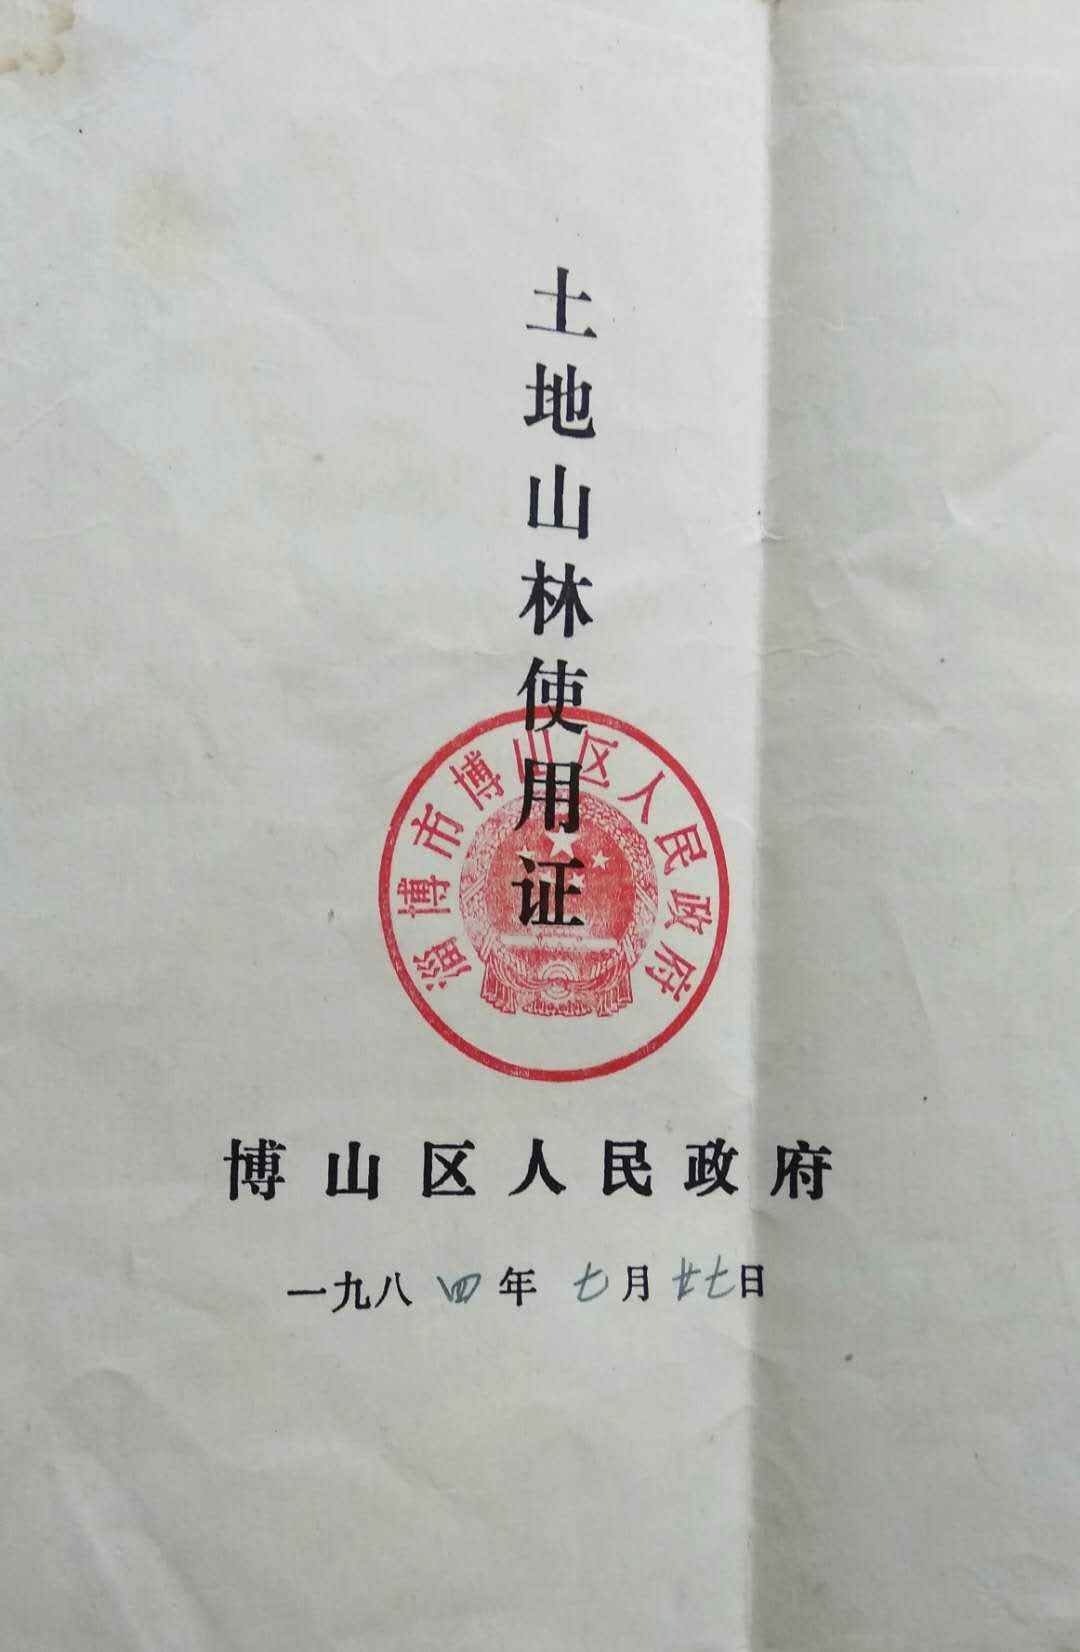 土地山林使用证
淄博市博山区人民政府
博山区人民政府
一九八四年七月廿七日